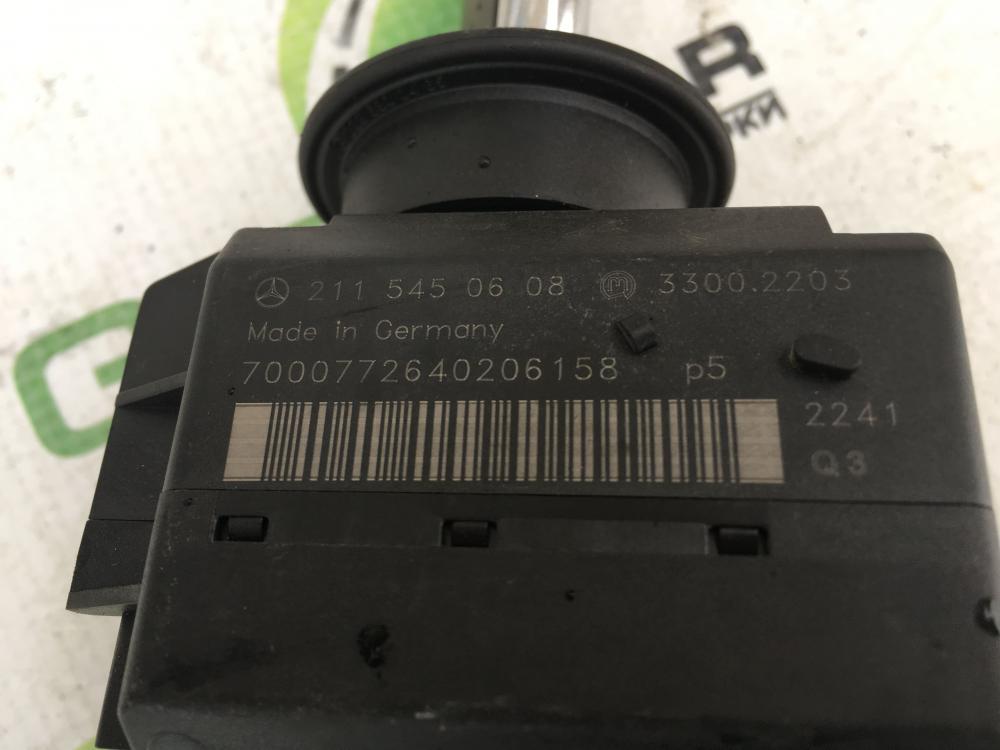 211 545 06 08 M 3300.2203
Made in Germany
7000772640206158 p5
2241
Q3